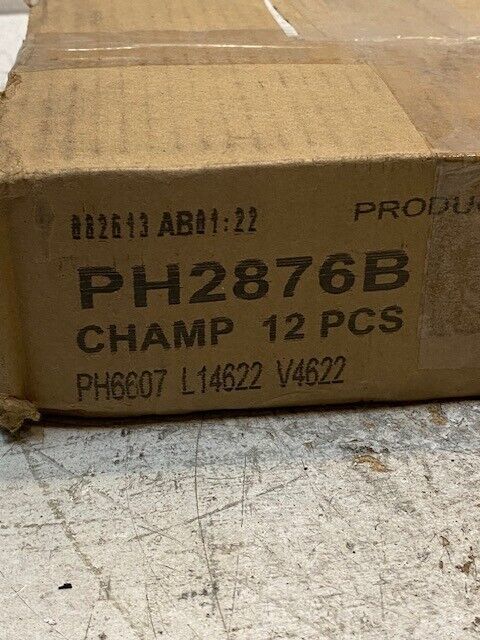 082613 AB01:22
PRODUC
PH2876B
CHAMP 12 PCS
PH6607 L14622 V4622